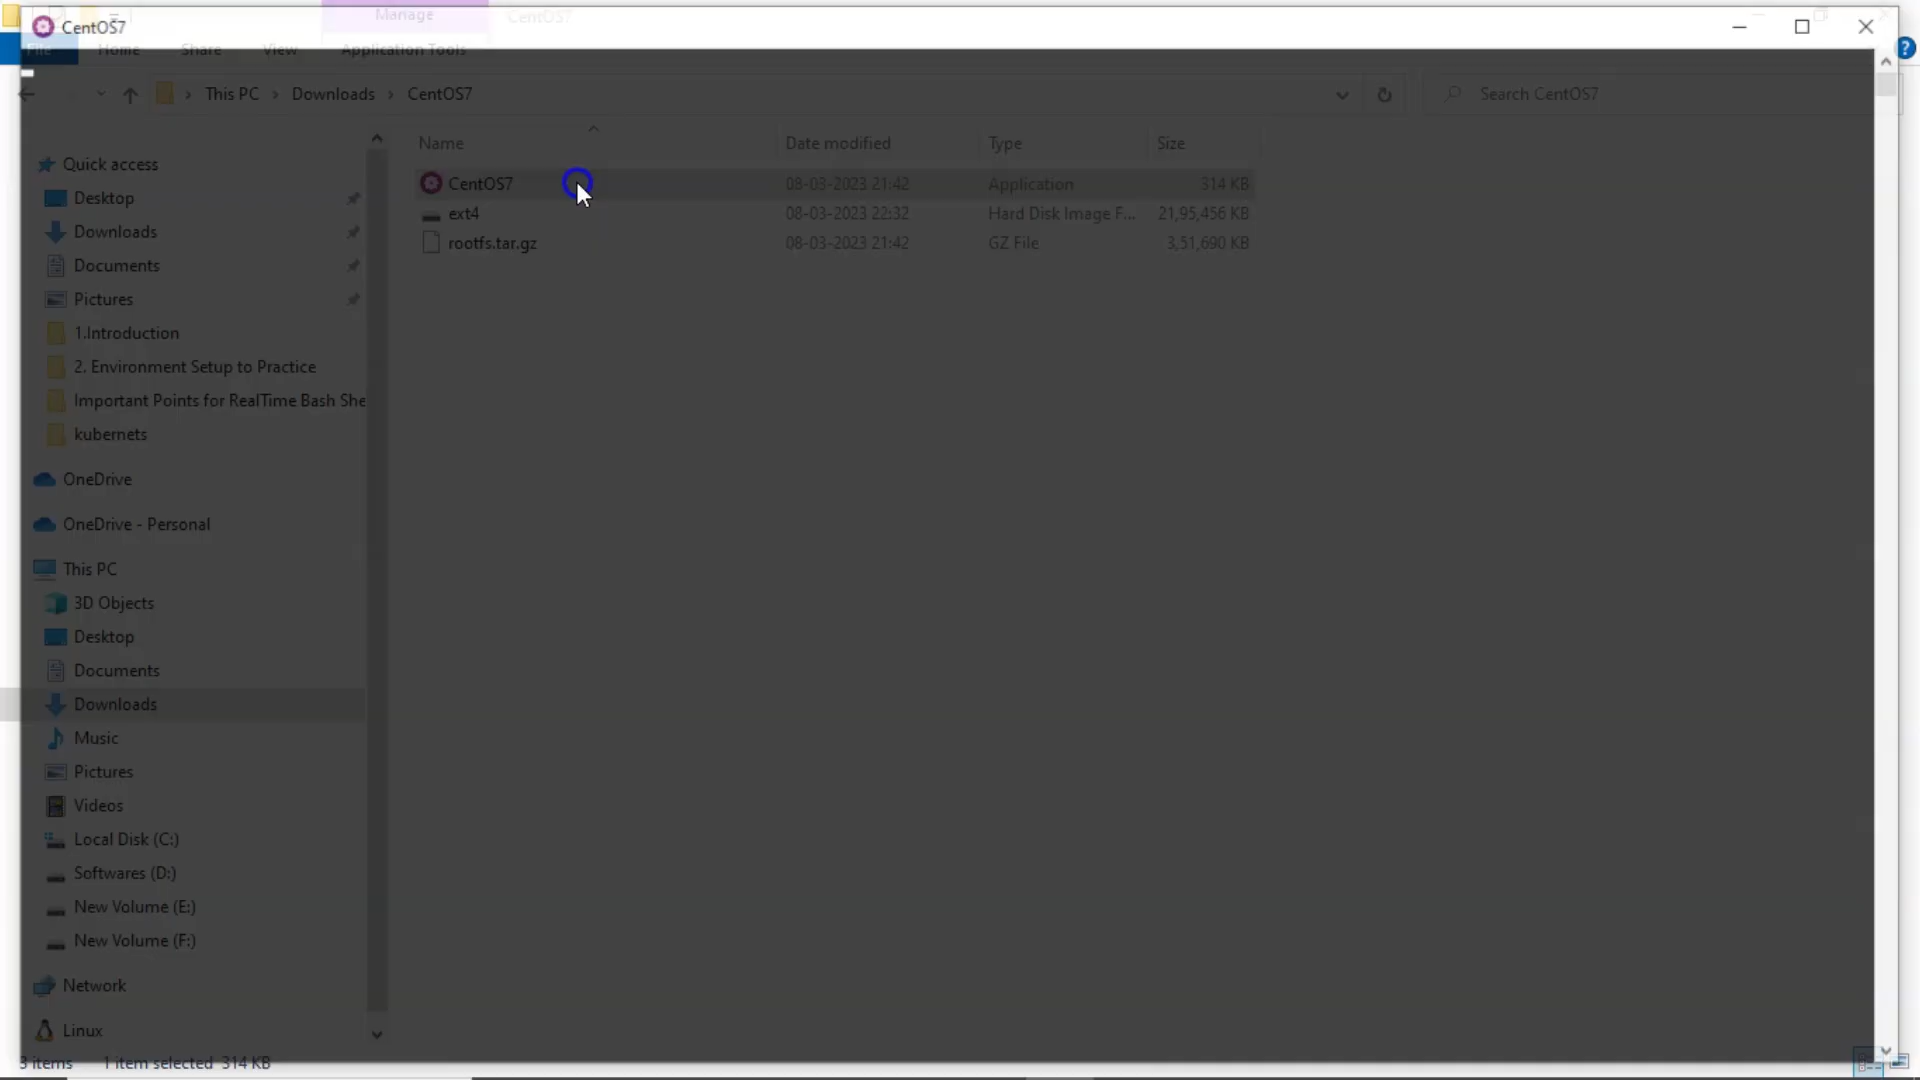 Manage
CentOS7
CentOS7
File Home Share View Application Tools
This PC Downloads CentOS7
Search CentOS7
Name Date modified Type Size
CentOS7 08-03-2023 21:42 Application 314 KB
ext4 08-03-2023 22:32 Hard Disk Image F... 21,95,456 KB
rootfs.tar.gz 08-03-2023 21:42 GZ File 3,51,690 KB
Quick access
Desktop
Downloads
Documents
Pictures
1.Introduction
2. Environment Setup to Practice
Important Points for RealTime Bash She
kubernets
OneDrive
OneDrive - Personal
This PC
3D Objects
Desktop
Documents
Downloads
Music
Pictures
Videos
Local Disk (C:)
Softwares (D:)
New Volume (E:)
New Volume (F:)
Network
Linux
3 items 1 item selected 314 KB